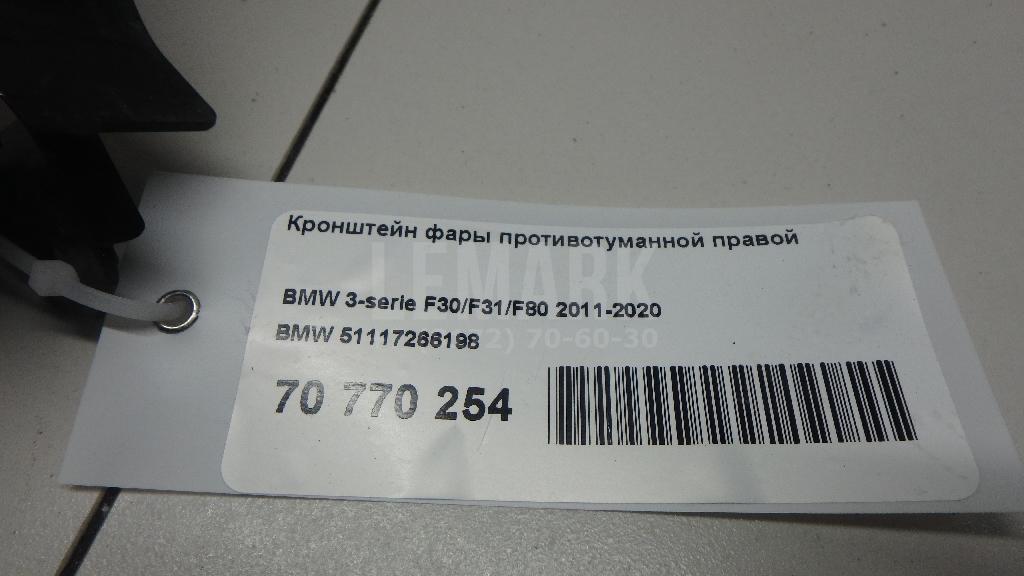 Кронштейн фары противотуманной правой
LEMARK
BMW 3-serie F30/F31/F80 2011-2020
BMW 51117266198
2) 70-60-30
70 770 254